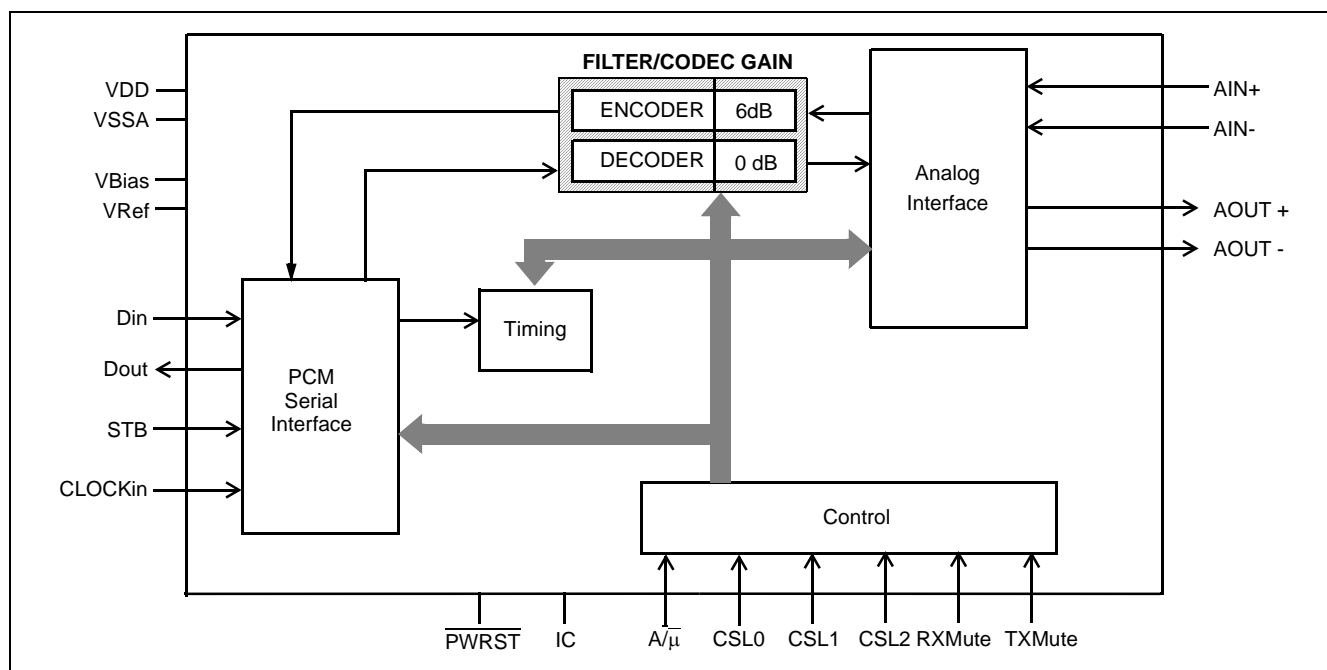 FILTER/CODEC GAIN
VDD
VSSA
VBias
VRef
ENCODER 6dB
DECODER 0 dB
Analog
Interface
AIN+
AIN-
AOUT +
AOUT -
Din
Dout
STB
CLOCKin
PCM
Serial
Interface
Timing
Control
P̅W̅R̅S̅T̅ IC A/μ̅ CSL0 CSL1 CSL2 RXMute TXMute